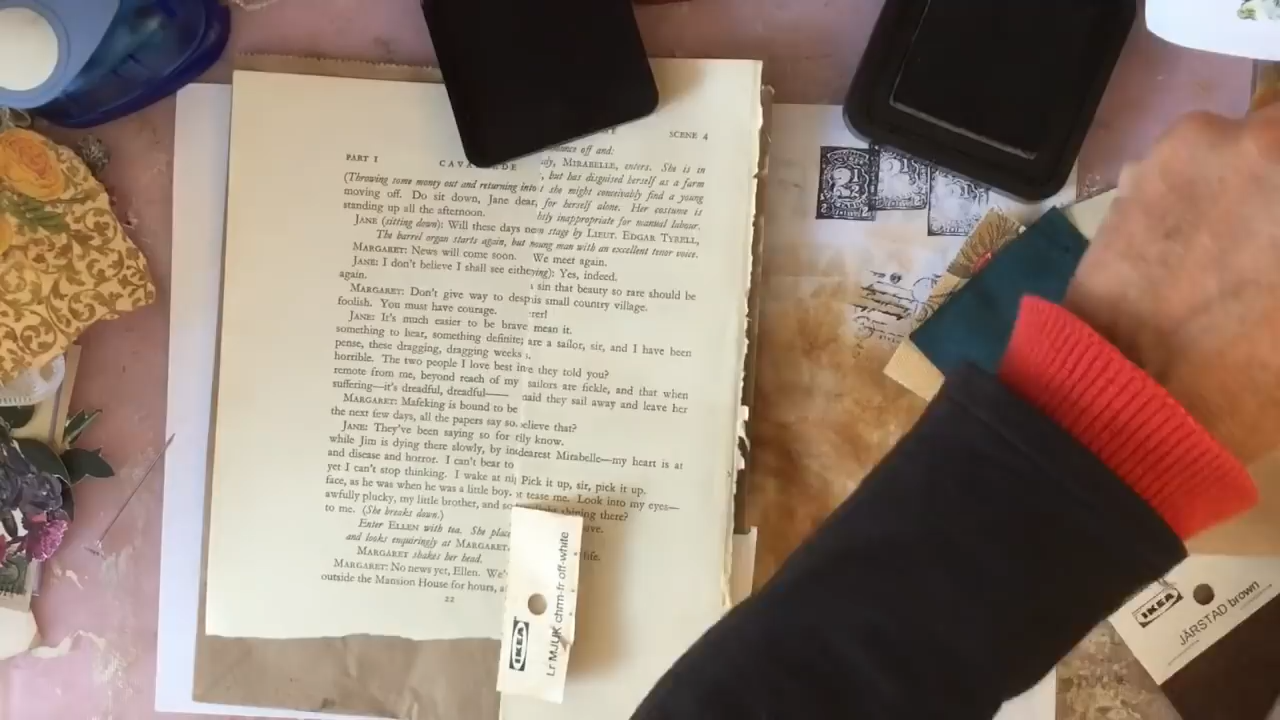 PART I
(Throwing some money out and returning into
moving off. Do sit down, Jane dear,
standing up all the afternoon.
JANE (sitting down): Will these days
The barrel organ starts again, but
MARGARET: News will come soon.
JANE: I don't believe I shall see
again.
MARGARET: Don't give way to
foolish. You must have courage.
JANE: It's much easier to be brave
something to hear, something definite;
pense, these dragging, dragging weeks
horrible. The two people I love best in
remote from me, beyond reach of my
suffering—it's dreadful, dreadful——
MARGARET: Mafeking is bound to be
the next few days, all the papers say so.
JANE: They've been saying so for
while Jim is dying there slowly, by in
and disease and horror. I can't bear to
yet I can't stop thinking. I wake at
face, as he was when he was a little boy.
awfully plucky, my little brother, and
to me. (She breaks down.)
Enter ELLEN with tea. She
and looks enquiringly at MARGARET.
MARGARET shakes her head.
MARGARET: No news yet, Ellen. We'
outside the Mansion House for hours,
22
SCENE 4
off and:
MIRABELLE, enters. She is in
but has disguised herself as a farm
she might conceivably find a young
for herself alone. Her costume is
inappropriate for manual labour.
stage by LIEUT. EDGAR TYRELL,
man with an excellent tenor voice.
We meet again.
Yes, indeed.
sin that beauty so rare should be
small country village.
mean it.
are a sailor, sir, and I have been
they told you?
sailors are fickle, and that when
they sail away and leave her
that?
know.
dearest Mirabelle—my heart is at
Pick it up, sir, pick it up.
tease me. Look into my eyes—
shining there?
life.
IKEA
off-white
IKEA
JÄRSTAD brown